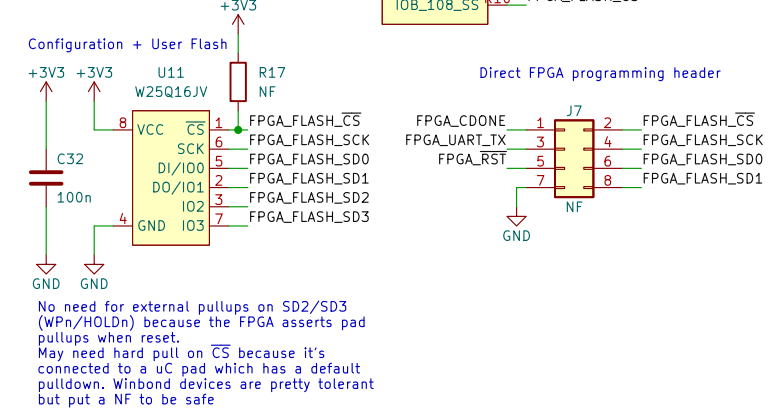 +3V3
IOB_108_SS
Configuration + User Flash
+3V3 +3V3
U11
W25Q16JV
R17
NF
Direct FPGA programming header
C32
100n
8 VCC
4 GND
CS 1 FPGA_FLASH_CS
SCK 6 FPGA_FLASH_SCK
DI/IO0 5 FPGA_FLASH_SD0
DO/IO1 2 FPGA_FLASH_SD1
IO2 3 FPGA_FLASH_SD2
IO3 7 FPGA_FLASH_SD3
GND GND
J7
FPGA_CDONE 1 2 FPGA_FLASH_CS
FPGA_UART_TX 3 4 FPGA_FLASH_SCK
FPGA_RST 5 6 FPGA_FLASH_SD0
7 8 FPGA_FLASH_SD1
NF
GND
No need for external pullups on SD2/SD3
(WPn/HOLDn) because the FPGA asserts pad
pullups when reset.
May need hard pull on CS because it's
connected to a uC pad which has a default
pulldown. Winbond devices are pretty tolerant
but put a NF to be safe